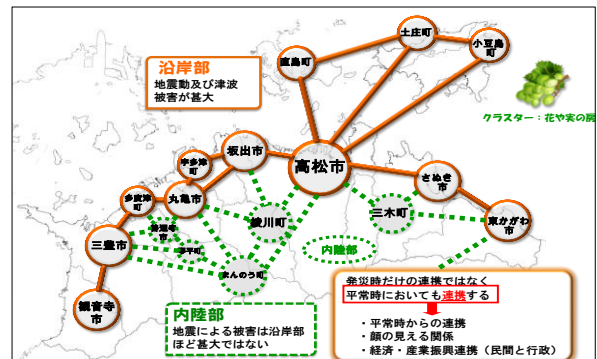 土庄町
小豆島町
直島町
沿岸部
地震動及び津波
被害が甚大
クラスター：花や実の房
坂出市
宇多津
町
高松市
さぬき
市
多度津
町
丸亀市
綾川町
三木町
東かがわ
市
善通寺
市
三豊市
琴平町
内陸部
まんのう町
観音寺
市
内陸部
地震による被害は沿岸部
ほど甚大ではない
発災時だけの連携ではなく
平常時においても連携する
・平常時からの連携
・顔の見える関係
・経済・産業振興連携（民間と行政）